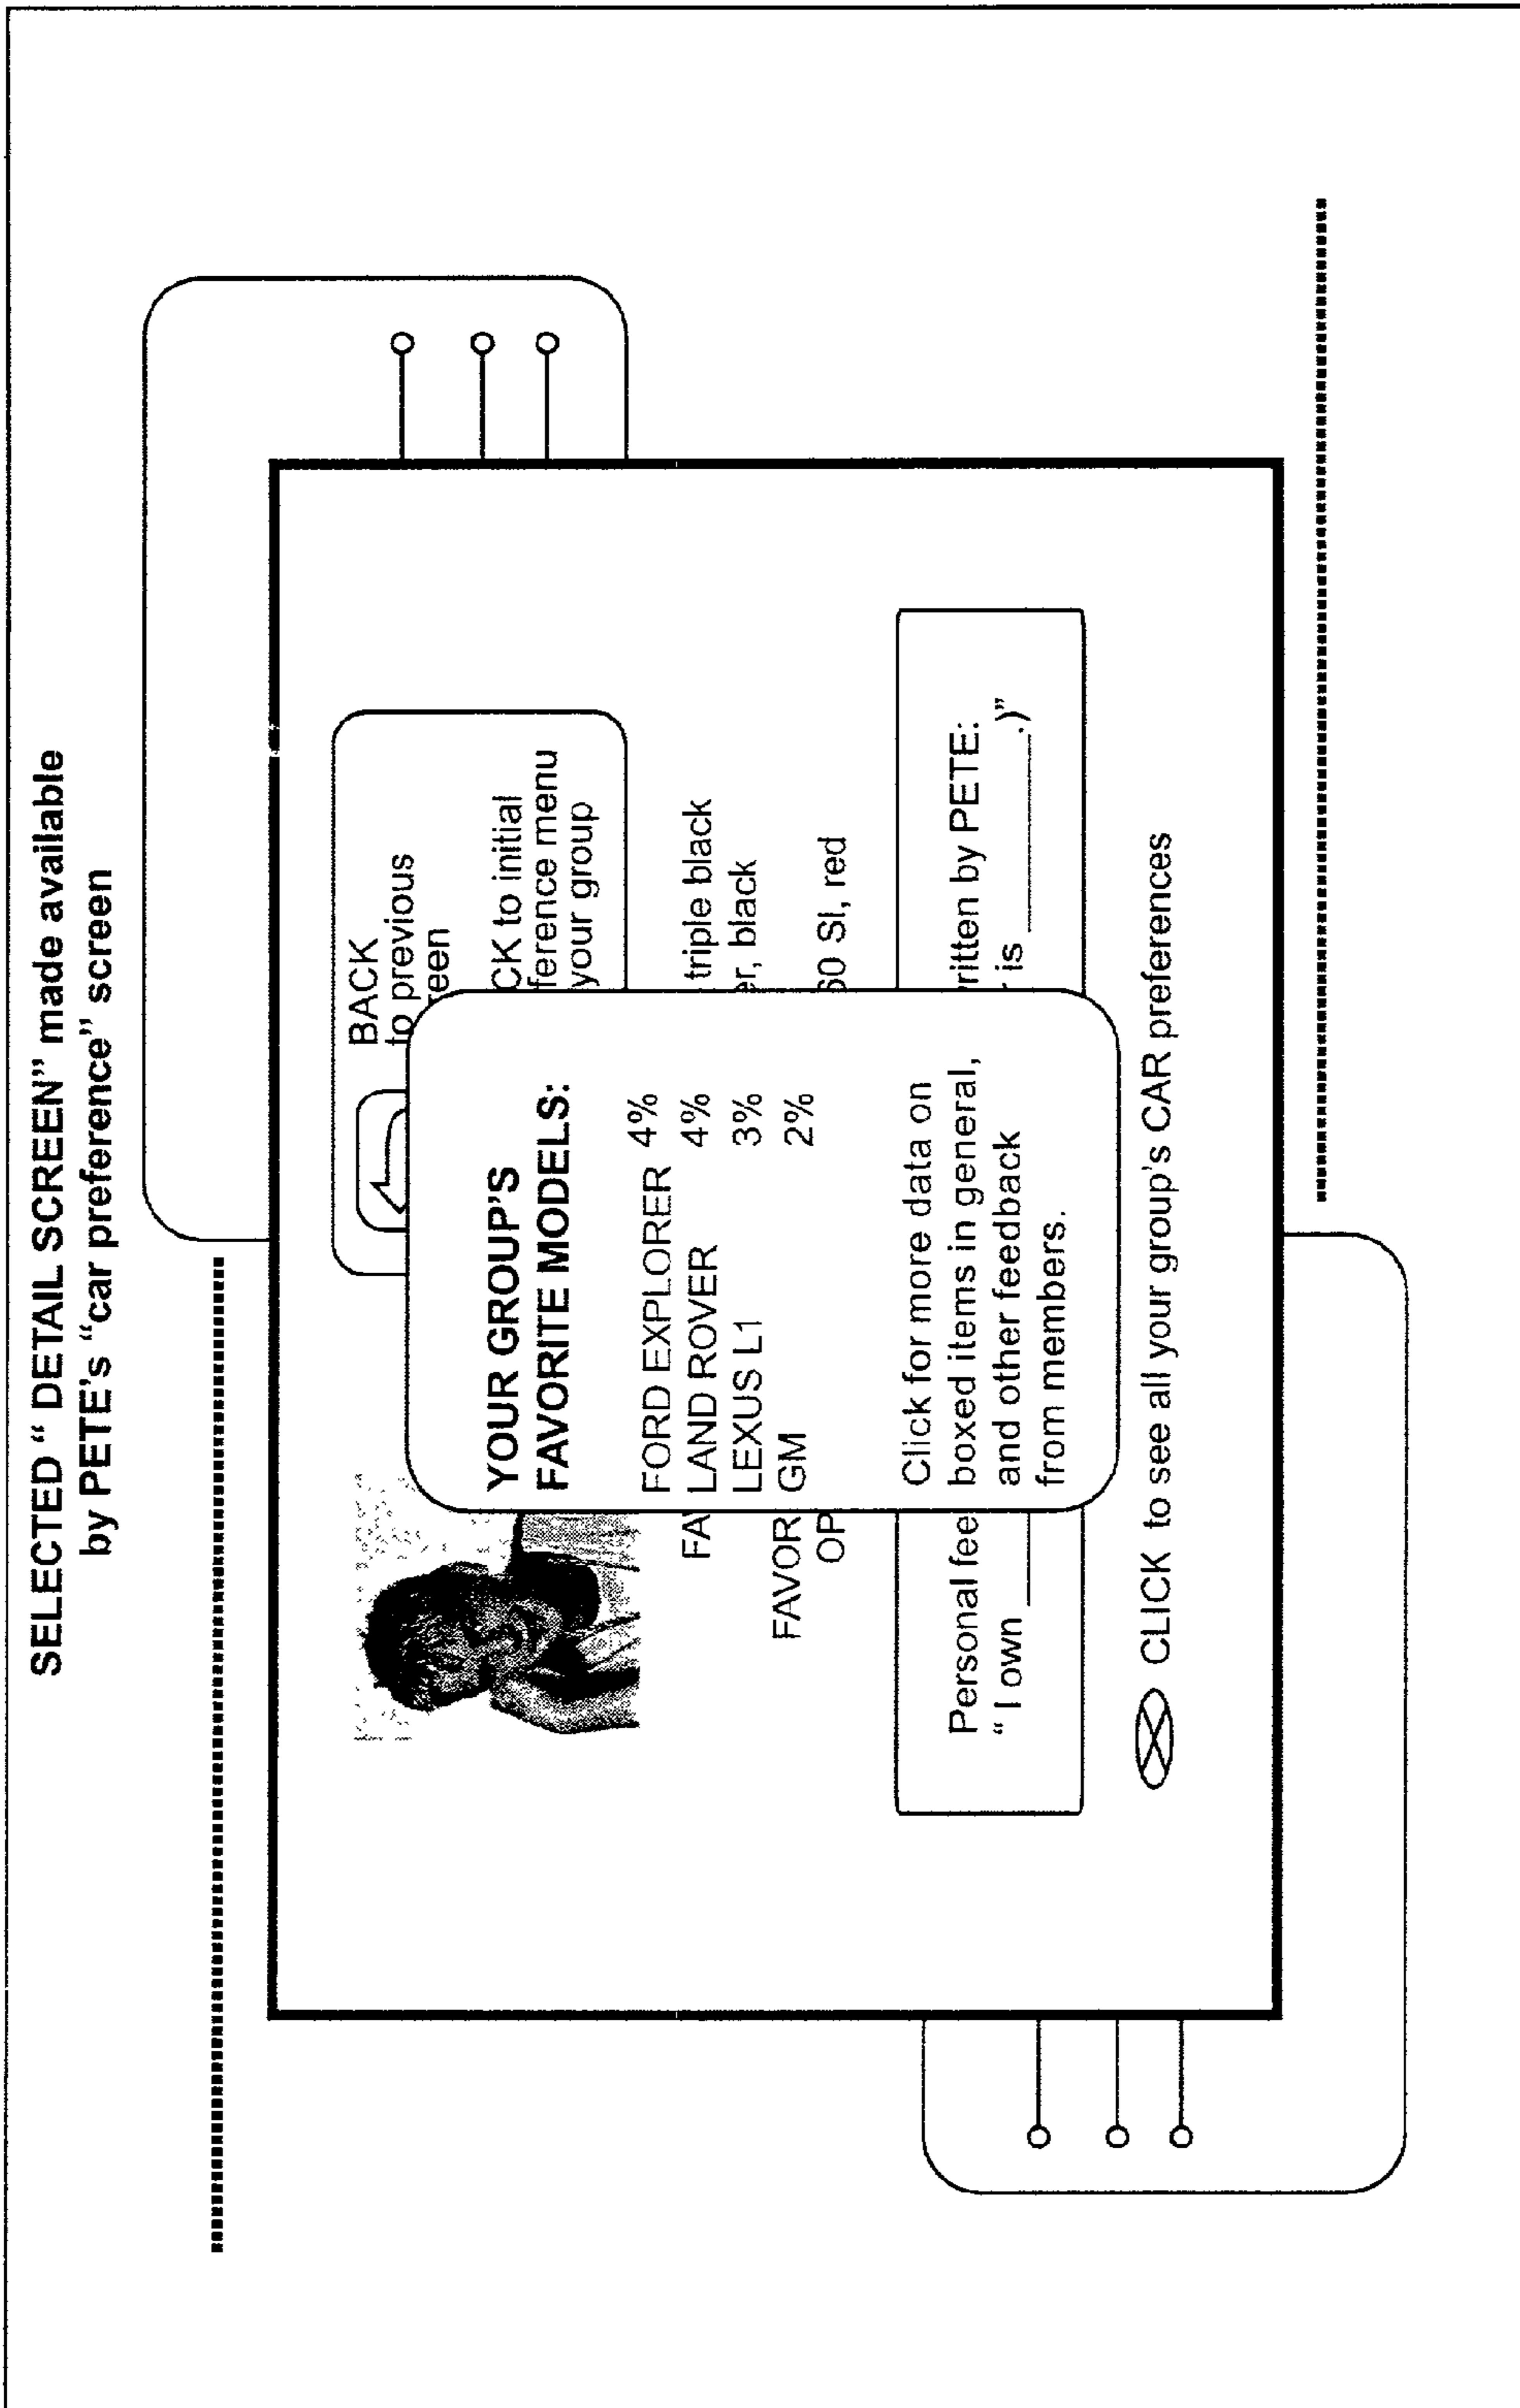 SELECTED “ DETAIL SCREEN” made available
by PETE's “car preference” screen
BACK
to previous
reen
CK to initial
ference menu
your group
YOUR GROUP'S
FAVORITE MODELS:
FORD EXPLORER 4%
LAND ROVER 4%
LEXUS L1 3%
GM 2%
Click for more data on
boxed items in general,
and other feedback
from members.
FA
triple black
er, black
FAVOR
OP
60 SI, red
Personal fee
ritten by PETE:
“ I own
r is ________.)”
CLICK to see all your group's CAR preferences